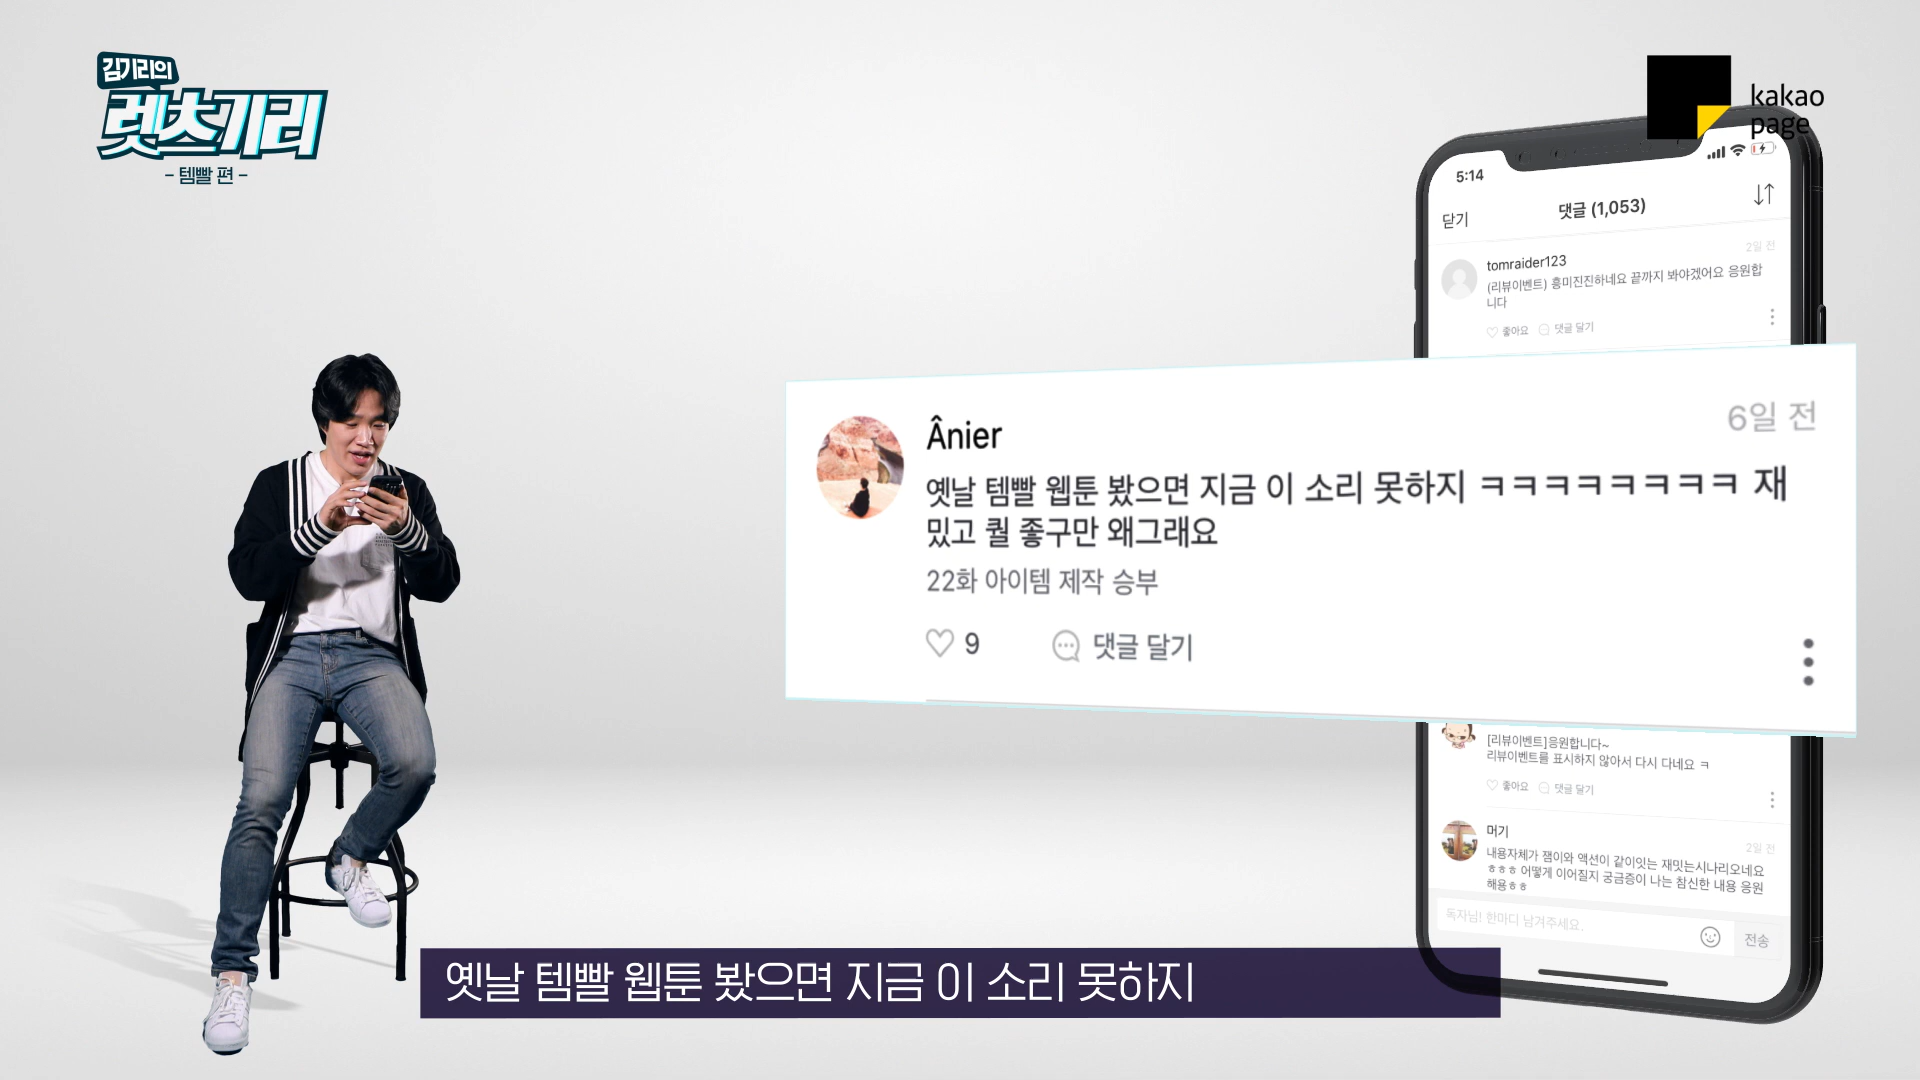 김기리의
렛츠기리
- 템빨 편 -
kakao
page
5:14
닫기
댓글 (1,053)
2일 전
tomraider123
(리뷰이벤트) 흥미진진하네요 끝까지 봐야겠어요 응원합
니다
좋아요 댓글 달기
Ânier
6일 전
옛날 템빨 웹툰 봤으면 지금 이 소리 못하지 ㅋㅋㅋㅋㅋㅋㅋㅋ 재
밌고 퀄 좋구만 왜그래요
22화 아이템 제작 승부
9 댓글 달기
[리뷰이벤트]응원합니다~
리뷰이벤트를 표시하지 않아서 다시 다네요 ㅋ
좋아요 댓글 달기
머기
2일 전
내용자체가 잼이와 액션이 같이잇는 재밋는시나리오네요
ㅎㅎㅎ 어떻게 이어질지 궁금증이 나는 참신한 내용 응원
해용ㅎㅎ
독자님! 한마디 남겨주세요.
전송
옛날 템빨 웹툰 봤으면 지금 이 소리 못하지